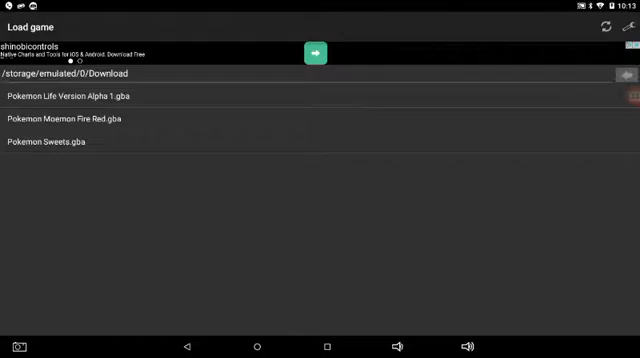 10:13
Load game
shinobicontrols
Native Charts and Tools for iOS & Android. Download Free
/storage/emulated/0/Download
Pokemon Life Version Alpha 1.gba
Pokemon Moemon Fire Red.gba
Pokemon Sweets.gba